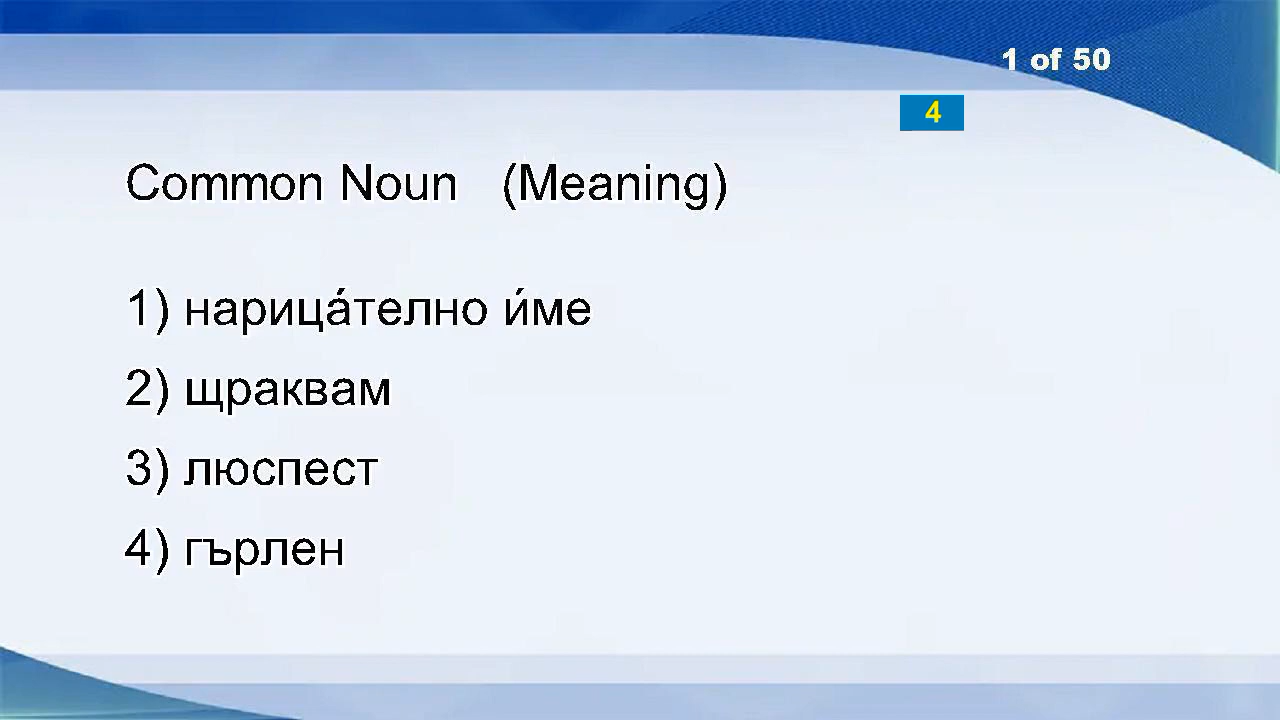 1 of 50
4
Common Noun (Meaning)
1) нарица́телно и́ме
2) щраквам
3) люспест
4) гърлен